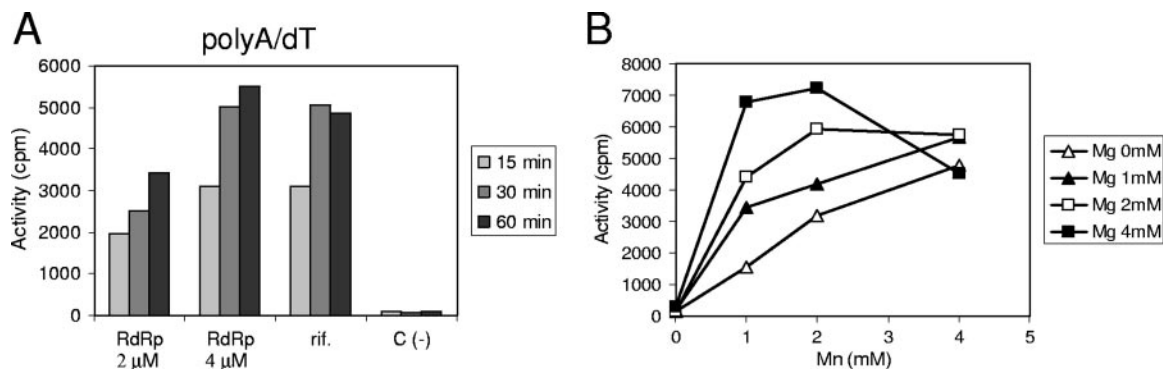 A
polyA/dT
6000
5000
4000
3000
2000
1000
0
Activity (cpm)
RdRp
2 μM
RdRp
4 μM
rif.
C (-)
15 min
30 min
60 min
B
8000
7000
6000
5000
4000
3000
2000
1000
0
Activity (cpm)
0 1 2 3 4 5
Mn (mM)
Mg 0mM
Mg 1mM
Mg 2mM
Mg 4mM